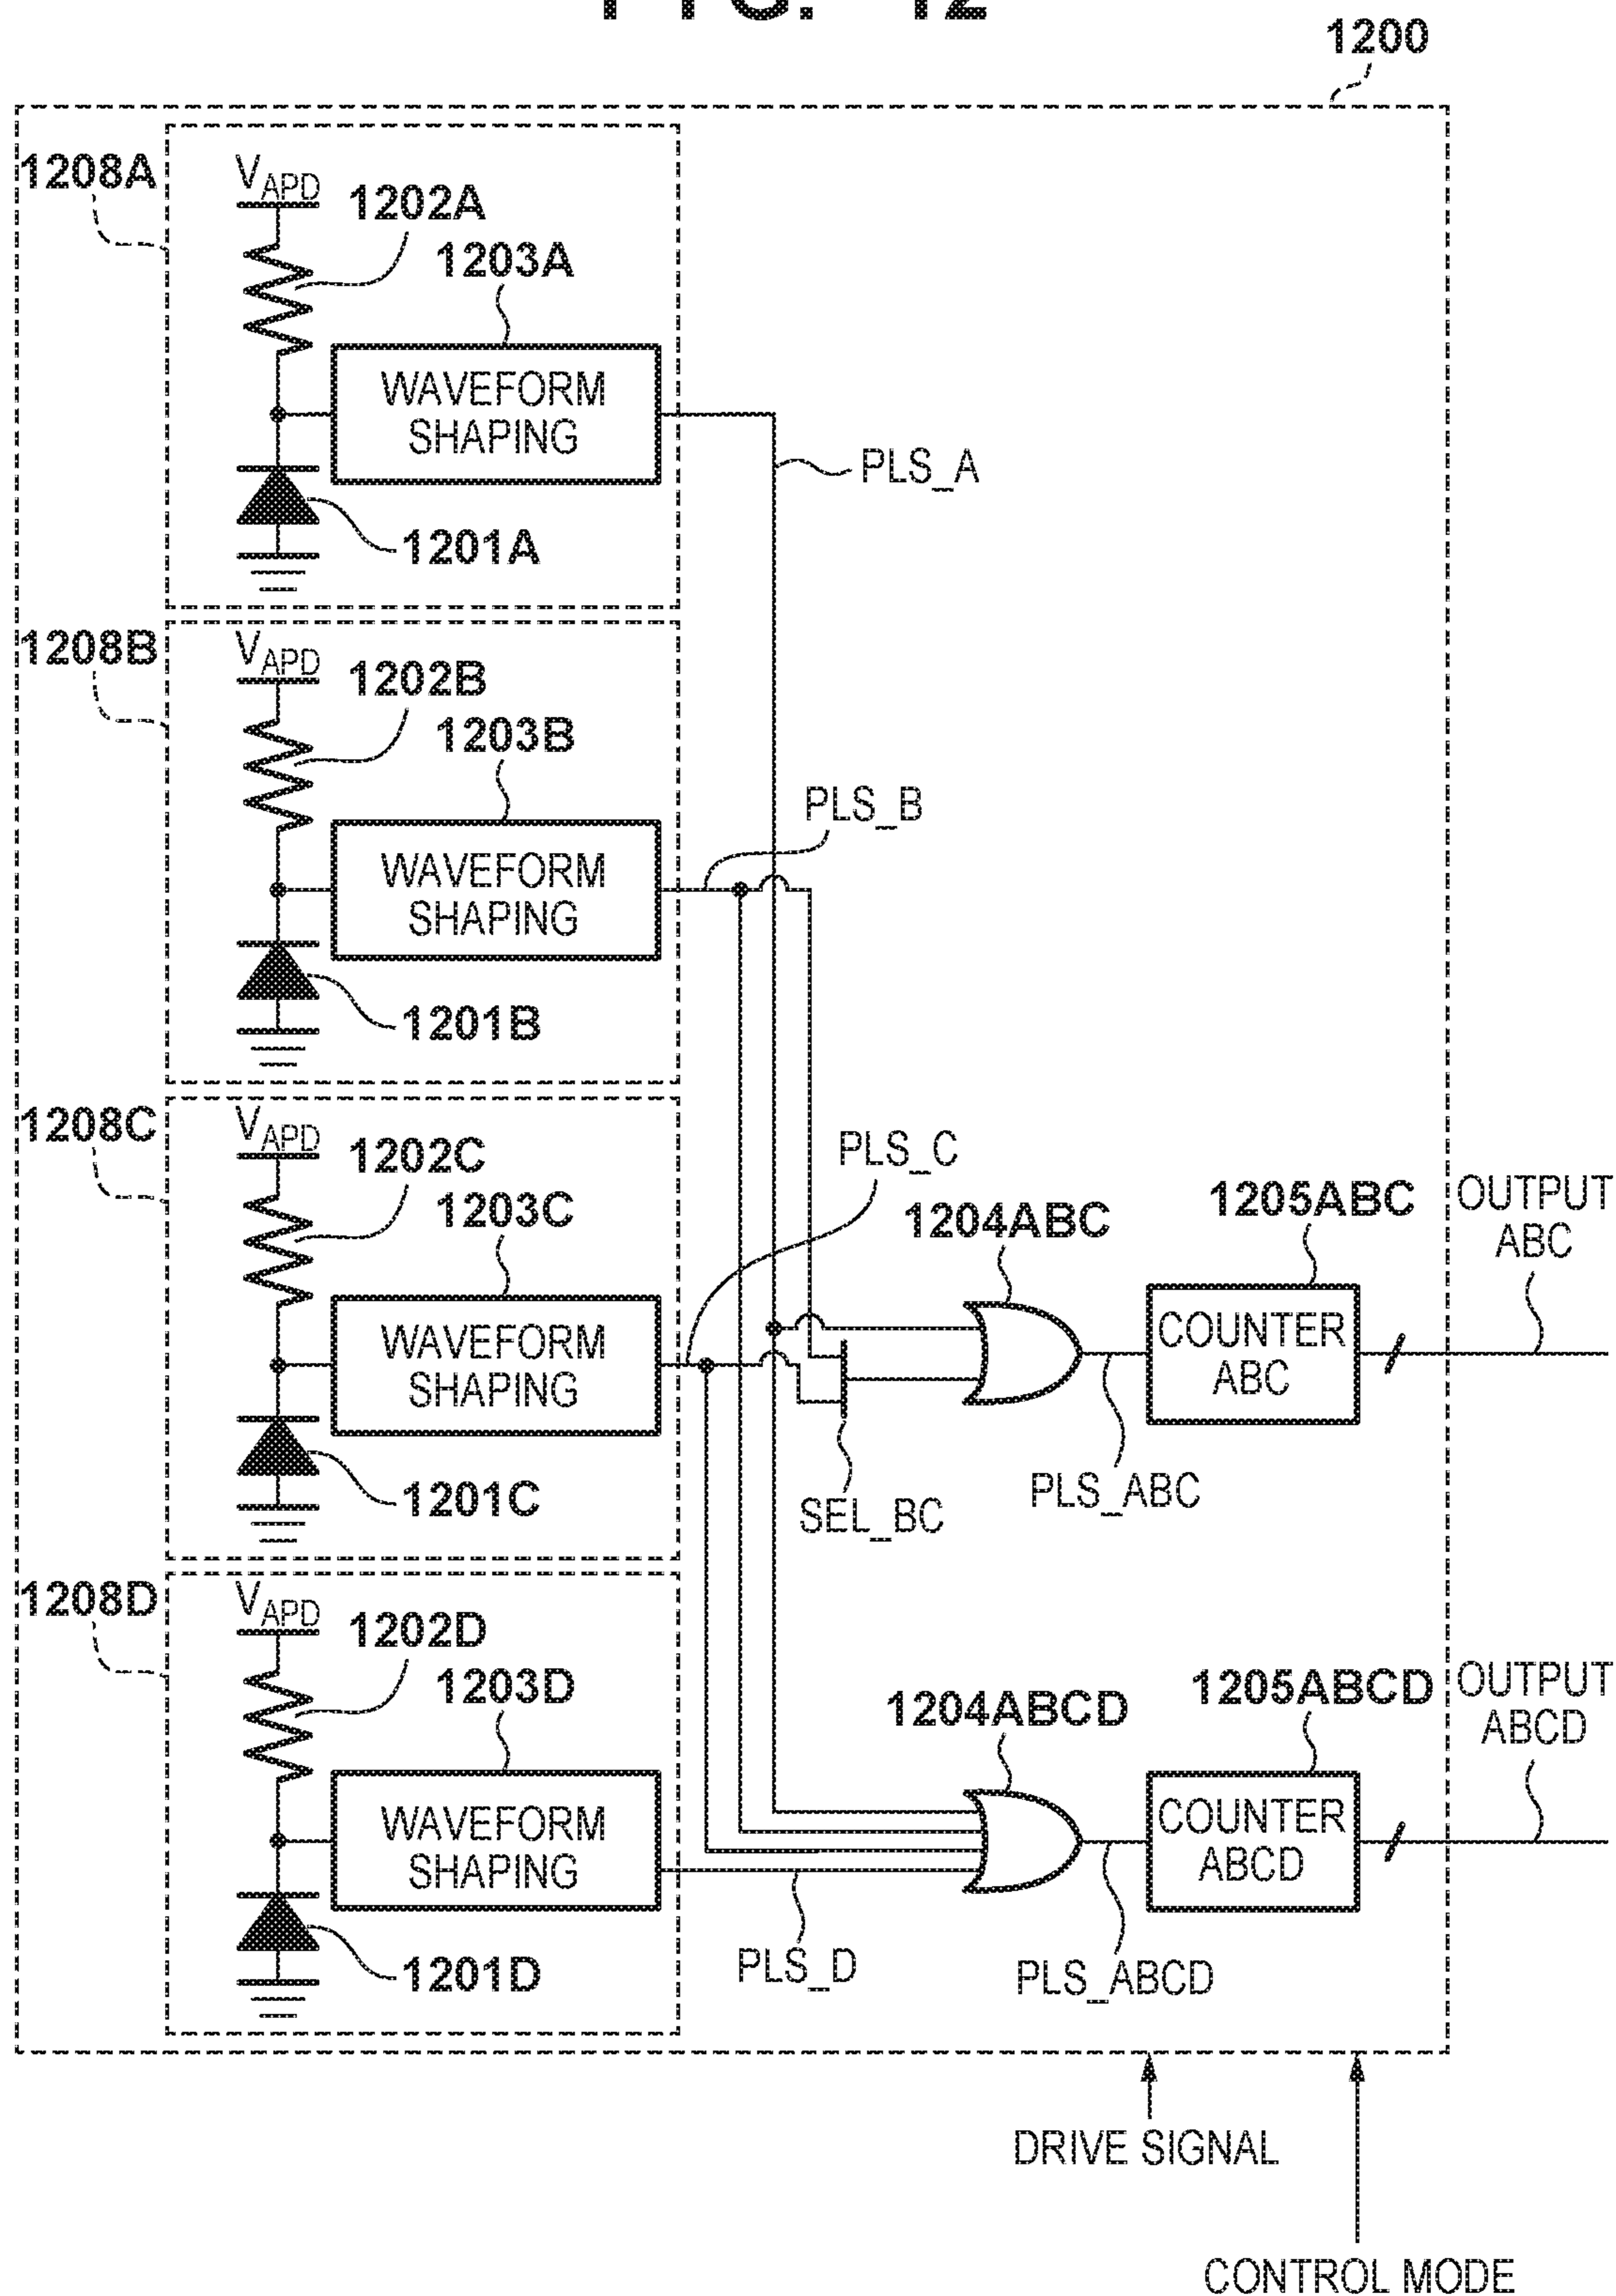 FIG. 12
1200
1208A
VAPD
1202A
1203A
WAVEFORM
SHAPING
PLS_A
1201A
1208B
VAPD
1202B
1203B
PLS_B
WAVEFORM
SHAPING
1201B
1208C
VAPD
1202C
1203C
PLS_C
1204ABC
1205ABC
OUTPUT
ABC
WAVEFORM
SHAPING
COUNTER
ABC
1201C
SEL_BC
PLS_ABC
1208D
VAPD
1202D
1203D
1204ABCD
1205ABCD
OUTPUT
ABCD
WAVEFORM
SHAPING
COUNTER
ABCD
1201D
PLS_D
PLS_ABCD
DRIVE SIGNAL
CONTROL MODE